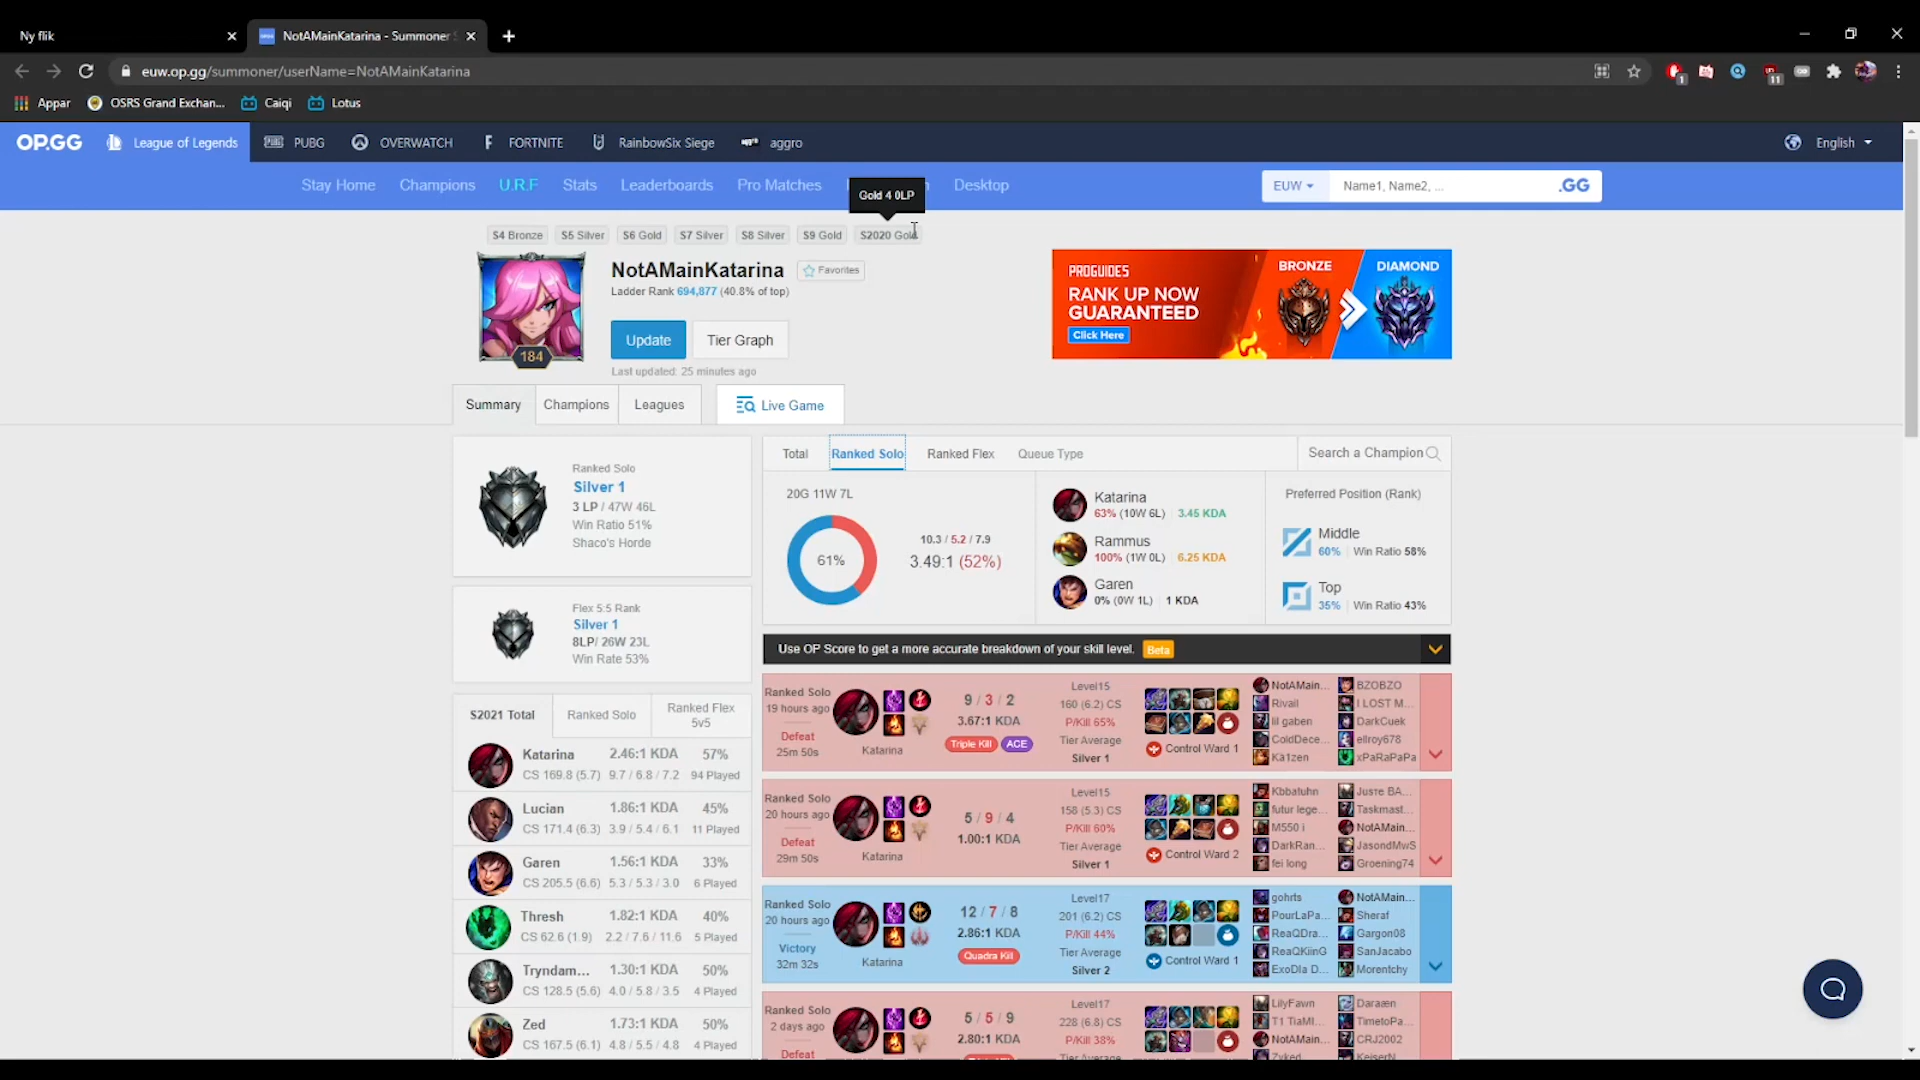 Ny flik
NotAMainKatarina - Summoner S
euw.op.gg/summoner/userName=NotAMainKatarina
1
11
Appar
OSRS Grand Exchan...
Caiqi
Lotus
OP.GG
League of Legends
PUBG
OVERWATCH
FORTNITE
RainbowSix Siege
aggro
English
Stay Home
Champions
U.R.F
Stats
Leaderboards
Pro Matches
Desktop
EUW
Name1, Name2, ...
.GG
Gold 4 0LP
S4 Bronze
S5 Silver
S6 Gold
S7 Silver
S8 Silver
S9 Gold
S2020 Gold
184
NotAMainKatarina
Favorites
Ladder Rank 694,877 (40.8% of top)
Update
Tier Graph
Last updated: 25 minutes ago
PROGUIDES
RANK UP NOW
GUARANTEED
Click Here
BRONZE
DIAMOND
Summary
Champions
Leagues
Live Game
Ranked Solo
Silver 1
3 LP / 47W 46L
Win Ratio 51%
Shaco's Horde
Flex 5:5 Rank
Silver 1
8LP/ 26W 23L
Win Rate 53%
S2021 Total
Ranked Solo
Ranked Flex
5v5
Katarina 2.46:1 KDA 57%
CS 169.8 (5.7) 9.7 / 6.8 / 7.2 94 Played
Lucian 1.86:1 KDA 45%
CS 171.4 (6.3) 3.9 / 5.4 / 6.1 11 Played
Garen 1.56:1 KDA 33%
CS 205.5 (6.6) 5.3 / 5.3 / 3.0 6 Played
Thresh 1.82:1 KDA 40%
CS 62.6 (1.9) 2.2 / 7.6 / 11.6 5 Played
Tryndam... 1.30:1 KDA 50%
CS 128.5 (5.6) 4.0 / 5.8 / 3.5 4 Played
Zed 1.73:1 KDA 50%
CS 167.5 (6.1) 4.8 / 5.5 / 4.8 4 Played
Total
Ranked Solo
Ranked Flex
Queue Type
Search a Champion
20G 11W 7L
61%
10.3 / 5.2 / 7.9
3.49:1 (52%)
Katarina
63% (10W 6L) 3.45 KDA
Rammus
100% (1W 0L) 6.25 KDA
Garen
0% (0W 1L) 1 KDA
Preferred Position (Rank)
Middle
60% Win Ratio 58%
Top
35% Win Ratio 43%
Use OP Score to get a more accurate breakdown of your skill level. Beta
Ranked Solo
19 hours ago
Defeat
25m 50s
Katarina
9 / 3 / 2
3.67:1 KDA
Triple Kill
ACE
Level15
160 (6.2) CS
P/Kill 65%
Tier Average
Silver 1
Control Ward 1
NotAMain...
Rivail
lil gaben
ColdDece...
Ka1zen
BZOBZO
I LOST M...
DarkCuek
ellroy678
xPaRaPaPa
Ranked Solo
20 hours ago
Defeat
29m 50s
Katarina
5 / 9 / 4
1.00:1 KDA
Level15
158 (5.3) CS
P/Kill 60%
Tier Average
Silver 1
Control Ward 2
Kbbatuhn
futur lege...
M550 i
DarkRan...
fei long
Juste BA...
Taskmast...
NotAMain...
JasondMwS
Groening74
Ranked Solo
20 hours ago
Victory
32m 32s
Katarina
12 / 7 / 8
2.86:1 KDA
Quadra Kill
Level17
201 (6.2) CS
P/Kill 44%
Tier Average
Silver 2
Control Ward 1
gohrts
PourLaPa...
ReaQDra...
ReaQKiinG
ExoDIa D...
NotAMain...
Sheraf
Gargon08
SanJacabo
Morentchy
Ranked Solo
2 days ago
Defeat
Katarina
5 / 5 / 9
2.80:1 KDA
Level17
228 (6.8) CS
P/Kill 38%
Tier Average
LilyFawn
T1 TiaMI...
NotAMain...
Zyked
Daraæn
TimetoPa...
CRJ2002
KeiserN